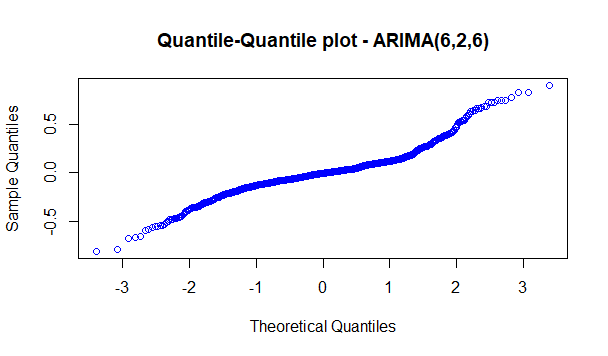 Quantile-Quantile plot - ARIMA(6,2,6)
Sample Quantiles
0.5
0.0
-0.5
-3 -2 -1 0 1 2 3
Theoretical Quantiles